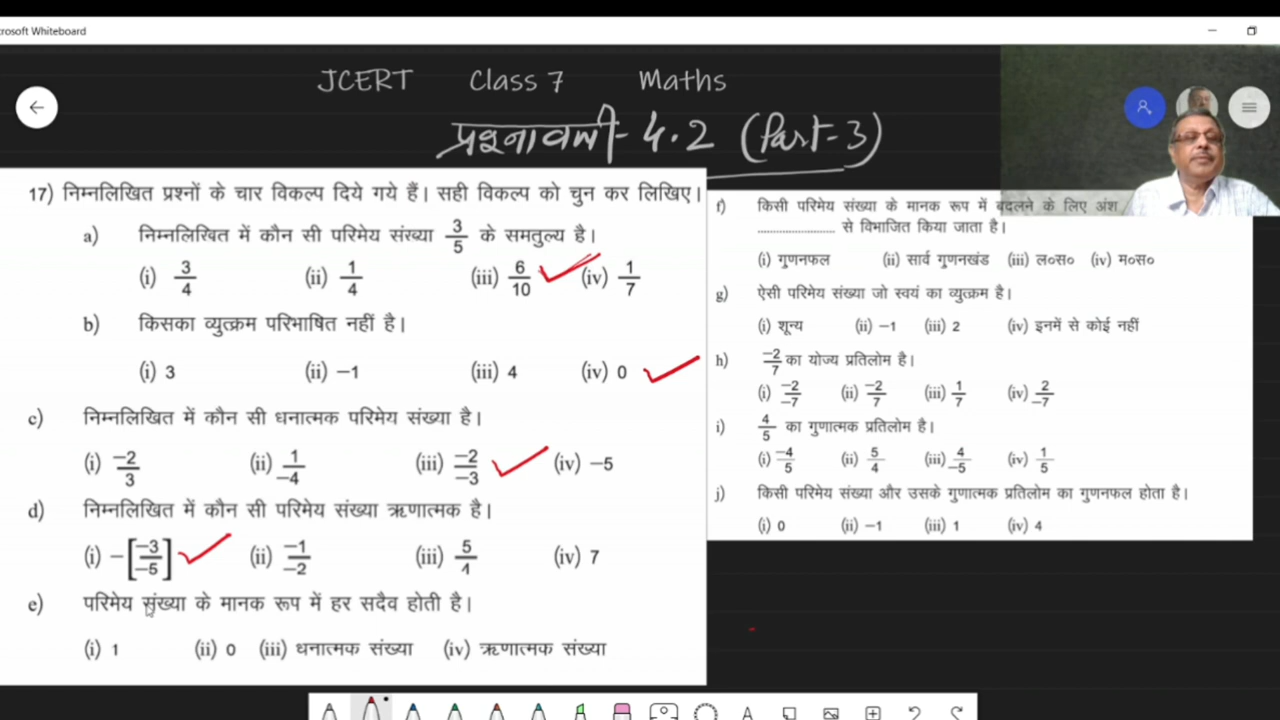 rosoft Whiteboard
JCERT Class 7 Maths
प्रश्नावली- 4.2 (Part-3)
17) निम्नलिखित प्रश्नों के चार विकल्प दिये गये हैं। सही विकल्प को चुन कर लिखिए।
a) निम्नलिखित में कौन सी परिमेय संख्या 3/5 के समतुल्य है।
(i) 3/4 (ii) 1/4 (iii) 6/10 (iv) 1/7
b) किसका व्युत्क्रम परिभाषित नहीं है।
(i) 3 (ii) −1 (iii) 4 (iv) 0
c) निम्नलिखित में कौन सी धनात्मक परिमेय संख्या है।
(i) −2/3 (ii) 1/−4 (iii) −2/−3 (iv) −5
d) निम्नलिखित में कौन सी परिमेय संख्या ऋणात्मक है।
(i) −[−3/−5] (ii) −1/−2 (iii) 5/4 (iv) 7
e) परिमेय संख्या के मानक रूप में हर सदैव होती है।
(i) 1 (ii) 0 (iii) धनात्मक संख्या (iv) ऋणात्मक संख्या
f) किसी परिमेय संख्या के मानक रूप में बदलने के लिए अंश
........................ से विभाजित किया जाता है।
(i) गुणनफल (ii) सार्व गुणनखंड (iii) ल०स० (iv) म०स०
g) ऐसी परिमेय संख्या जो स्वयं का व्युत्क्रम है।
(i) शून्य (ii) −1 (iii) 2 (iv) इनमें से कोई नहीं
h) −2/7 का योज्य प्रतिलोम है।
(i) −2/−7 (ii) −2/7 (iii) 1/7 (iv) 2/−7
i) 4/5 का गुणात्मक प्रतिलोम है।
(i) −4/5 (ii) 5/4 (iii) 4/−5 (iv) 1/5
j) किसी परिमेय संख्या और उसके गुणात्मक प्रतिलोम का गुणनफल होता है।
(i) 0 (ii) −1 (iii) 1 (iv) 4